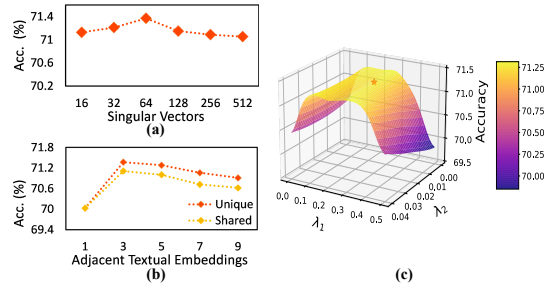 Acc. (%)
71.4
71
70.6
70.2
16 32 64 128 256 512
Singular Vectors
(a)
Acc. (%)
71.8
71.2
70.6
70
69.4
Unique
Shared
1 3 5 7 9
Adjacent Textual Embeddings
(b)
71.5
71.0
70.5
70,0
69.5
Accuracy
0.00
0.01
0.02
0.03
0.04
λ2
0.0 0.1 0.2 0.3 0.4 0.5
λ1
71.25
71.00
70.75
70.50
70.25
70.00
(c)